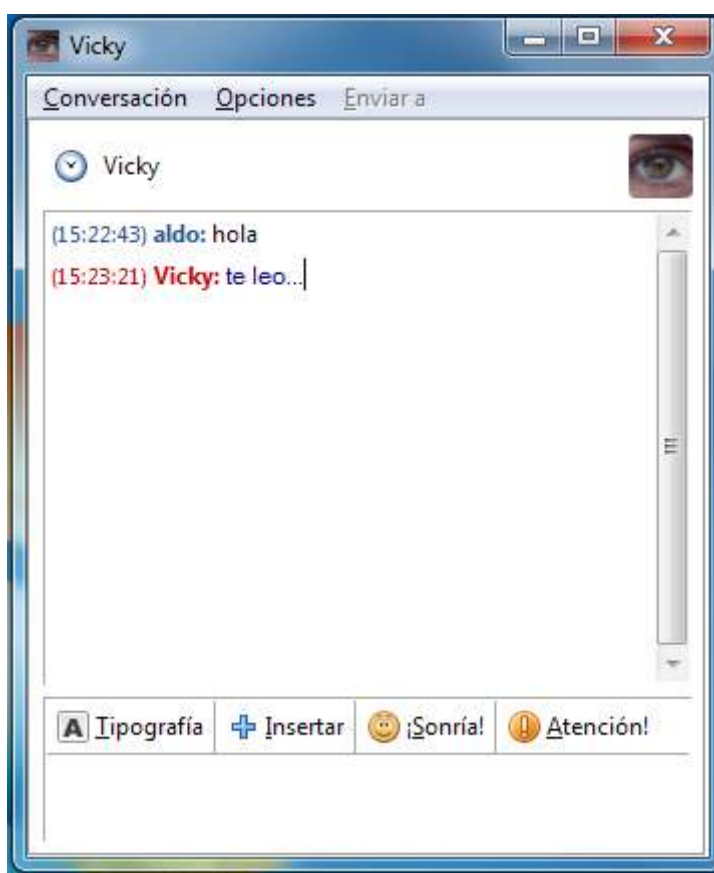 Vicky
Conversación Opciones Enviar a
Vicky
(15:22:43) aldo: hola
(15:23:21) Vicky: te leo...
A Tipografía Insertar ¡Sonría! Atención!